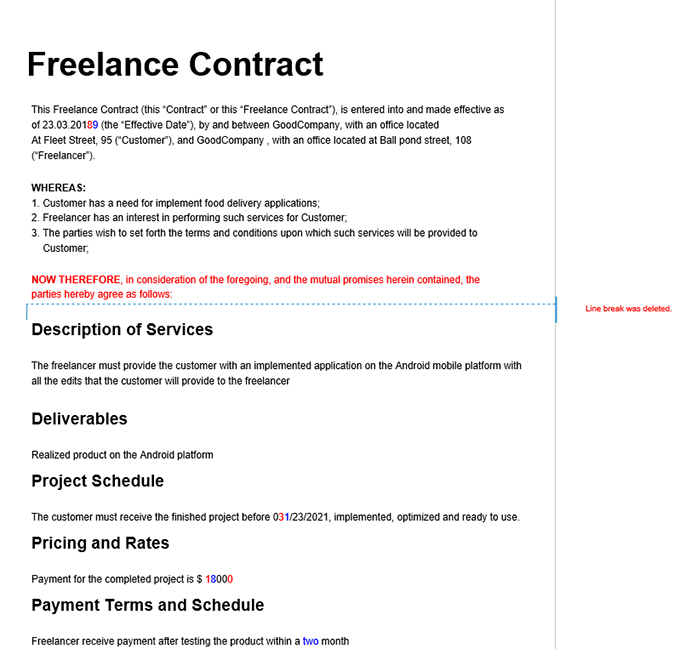 Freelance Contract
This Freelance Contract (this “Contract” or this “Freelance Contract”), is entered into and made effective as
of 23.03.20189 (the “Effective Date”), by and between GoodCompany, with an office located
At Fleet Street, 95 (“Customer”), and GoodCompany , with an office located at Ball pond street, 108
(“Freelancer”).
WHEREAS:
1. Customer has a need for implement food delivery applications;
2. Freelancer has an interest in performing such services for Customer;
3. The parties wish to set forth the terms and conditions upon which such services will be provided to
Customer;
NOW THEREFORE, in consideration of the foregoing, and the mutual promises herein contained, the
parties hereby agree as follows:
Line break was deleted.
Description of Services
The freelancer must provide the customer with an implemented application on the Android mobile platform with
all the edits that the customer will provide to the freelancer
Deliverables
Realized product on the Android platform
Project Schedule
The customer must receive the finished project before 031/23/2021, implemented, optimized and ready to use.
Pricing and Rates
Payment for the completed project is $ 18000
Payment Terms and Schedule
Freelancer receive payment after testing the product within a two month